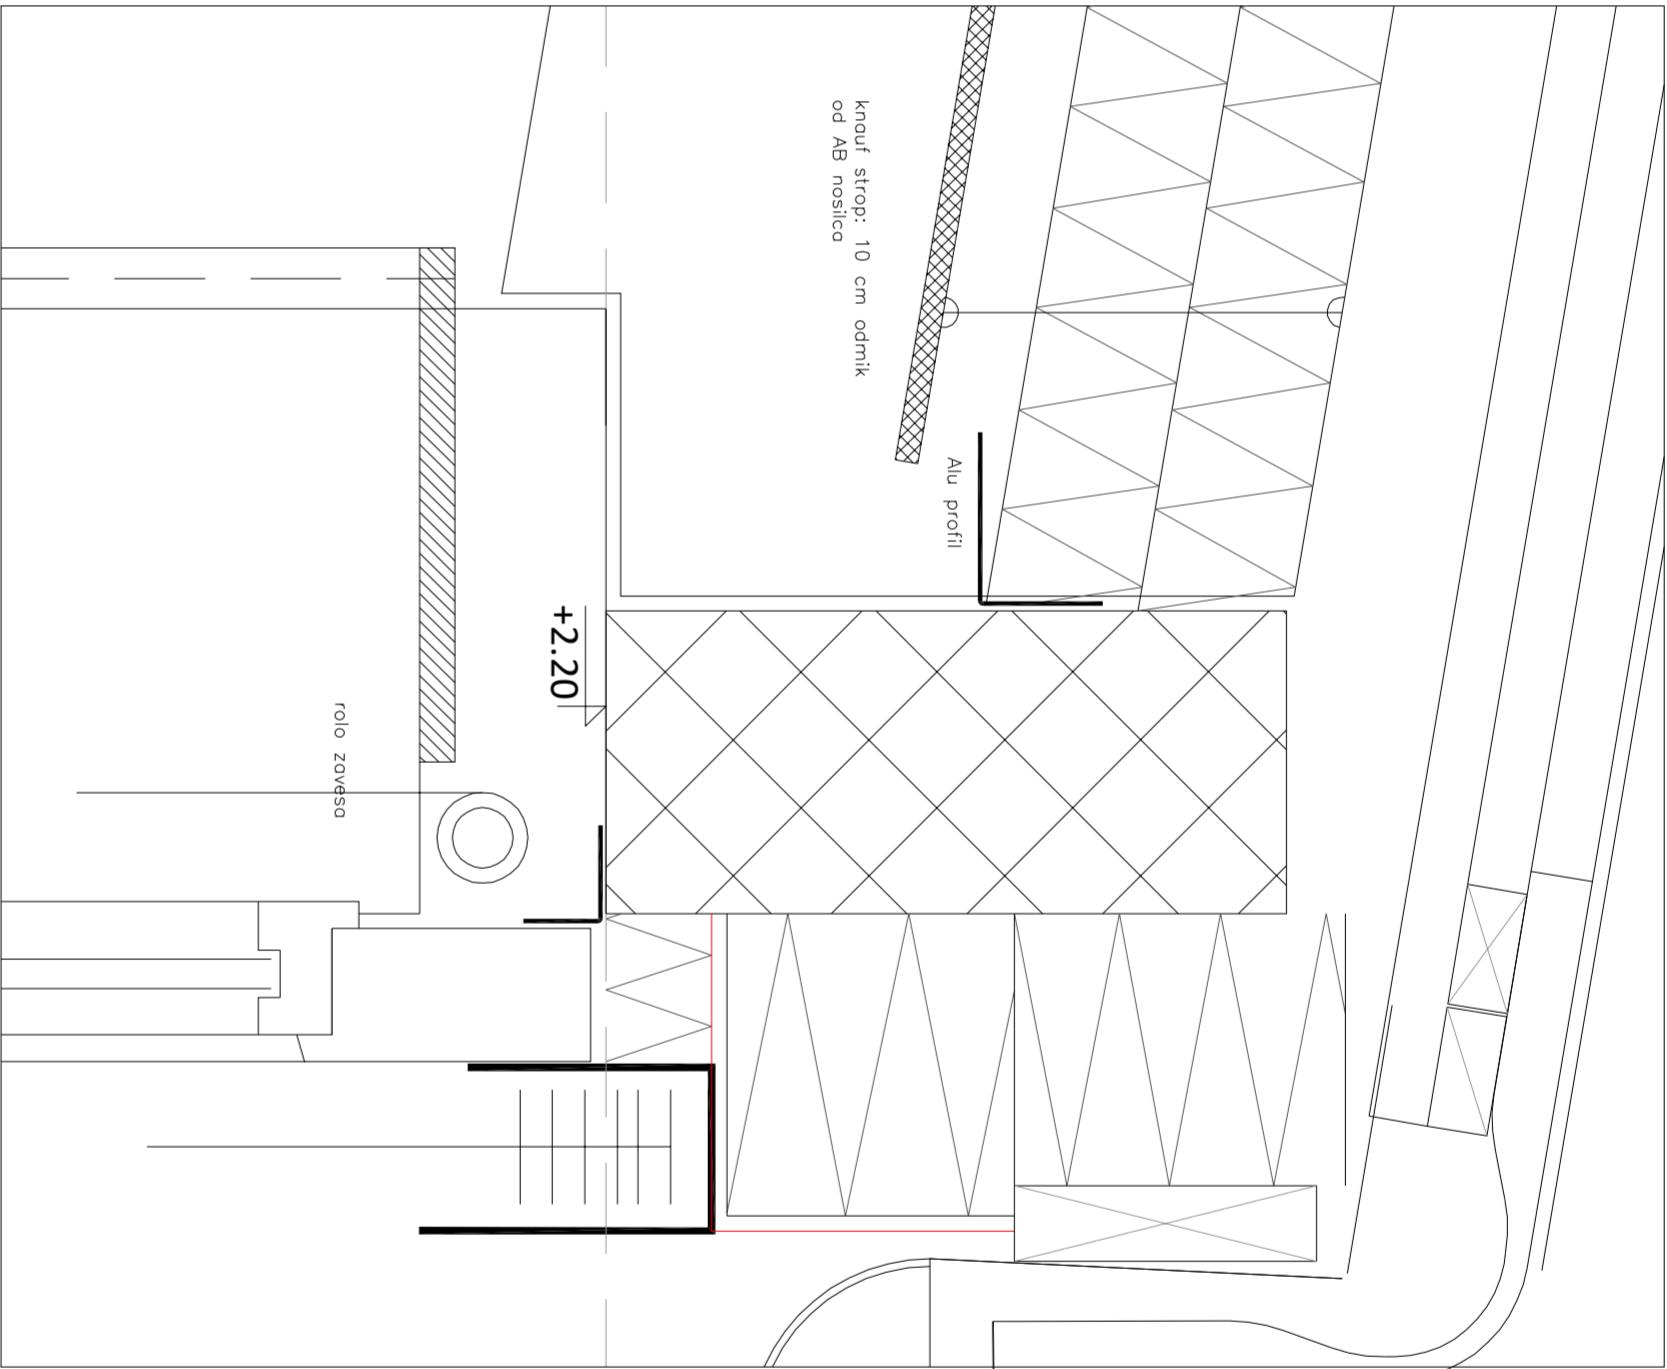 knauf strop: 10 cm odmik
od AB nosilca
Alu profil
+2.20
rolo zavesa